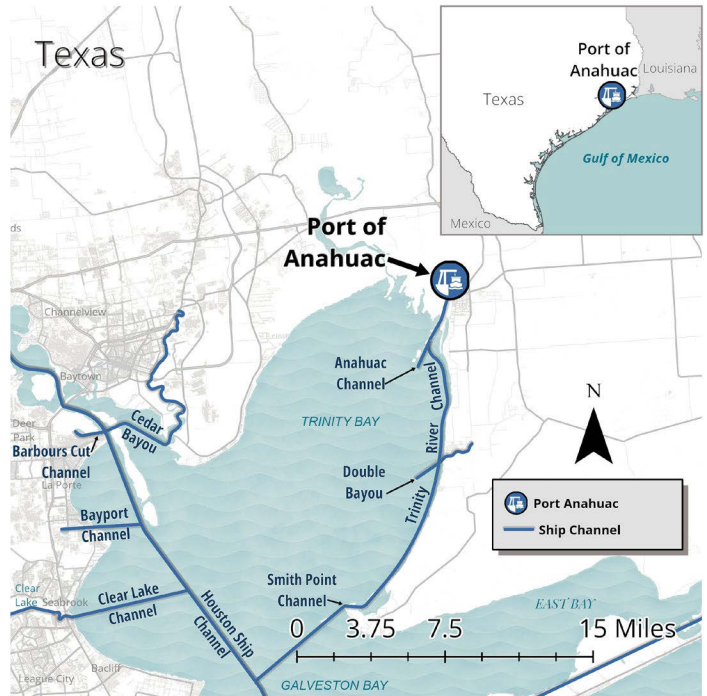 Texas
Port of
Anahuac
Louisiana
Texas
Gulf of Mexico
Mexico
Port of
Anahuac
Channelview
Baytown
Deer
Park
Cedar
Bayou
Barbours Cut
Channel
La Porte
Bayport
Channel
Clear
Lake
Seabrook
Clear Lake
Channel
Houston Ship
Channel
League City
Bacliff
Anahuac
Channel
TRINITY BAY
Double
Bayou
Trinity River Channel
Smith Point
Channel
EAST BAY
GALVESTON BAY
N
Port Anahuac
Ship Channel
0 3.75 7.5 15 Miles